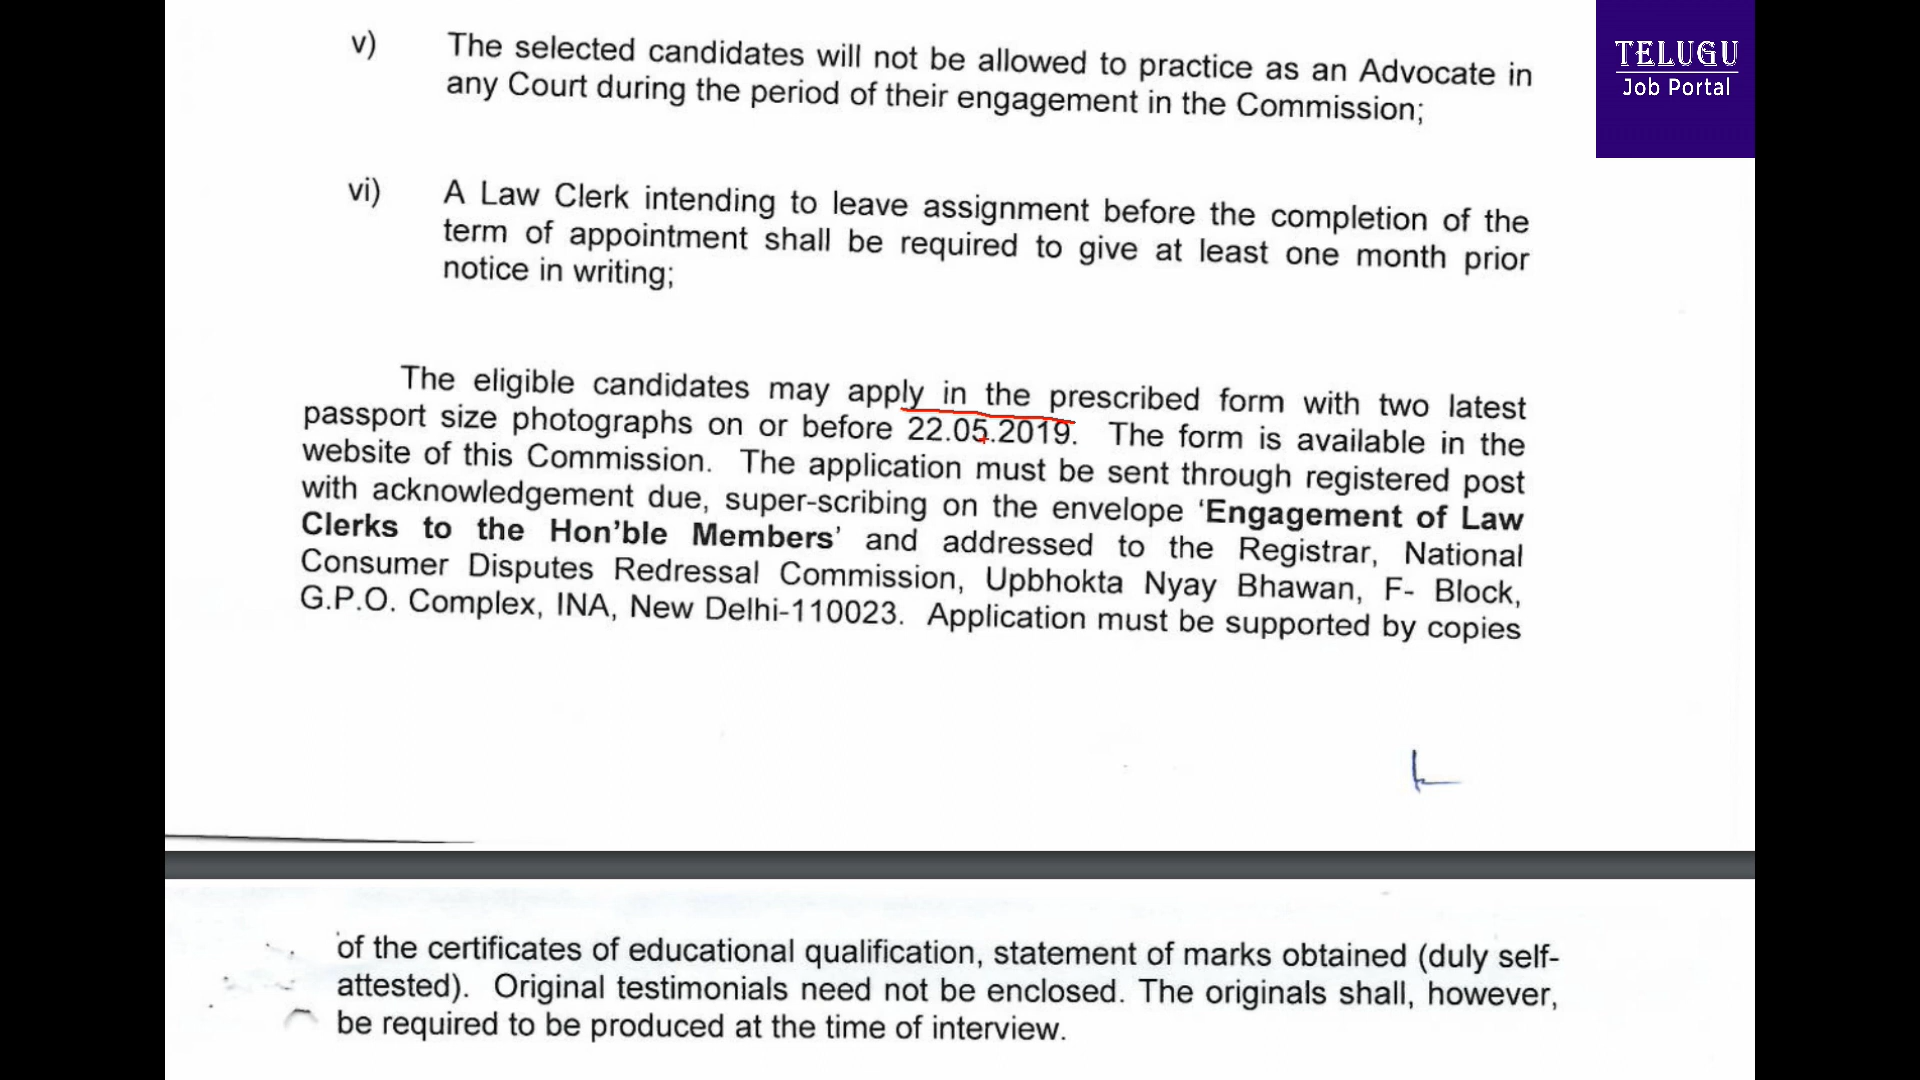 TELUGU
Job Portal
v) The selected candidates will not be allowed to practice as an Advocate in
any Court during the period of their engagement in the Commission;
vi) A Law Clerk intending to leave assignment before the completion of the
term of appointment shall be required to give at least one month prior
notice in writing;
The eligible candidates may apply in the prescribed form with two latest
passport size photographs on or before 22.05.2019. The form is available in the
website of this Commission. The application must be sent through registered post
with acknowledgement due, super-scribing on the envelope ‘Engagement of Law
Clerks to the Hon’ble Members’ and addressed to the Registrar, National
Consumer Disputes Redressal Commission, Upbhokta Nyay Bhawan, F- Block,
G.P.O. Complex, INA, New Delhi-110023. Application must be supported by copies
of the certificates of educational qualification, statement of marks obtained (duly self-
attested). Original testimonials need not be enclosed. The originals shall, however,
be required to be produced at the time of interview.